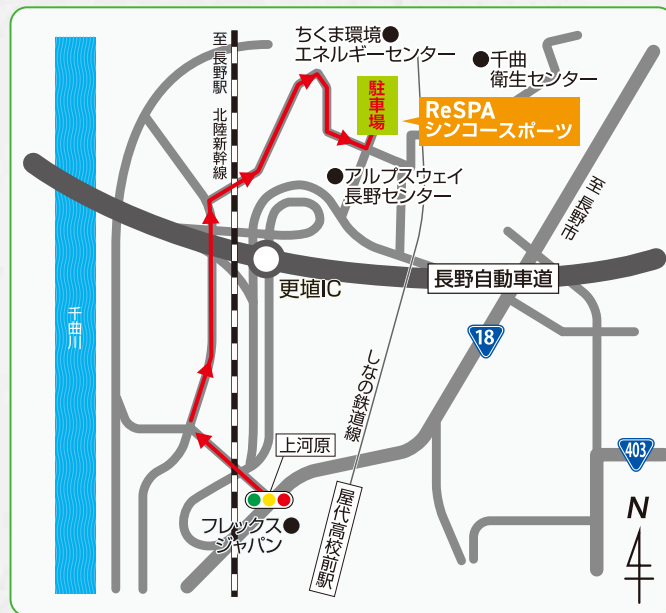 至 長野駅
北陸新幹線
ちくま環境
エネルギーセンター
千曲
衛生センター
駐車場
ReSPA
シンコースポーツ
アルプスウェイ
長野センター
至 長野市
長野自動車道
更埴IC
千曲川
18
しなの鉄道線
上河原
403
フレックス
ジャパン
屋代高校前駅
N